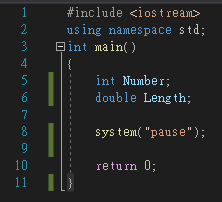 1 #include <iostream>
2 using namespace std;
3 int main()
4 {
5 int Number;
6 double Length;
7
8 system("pause");
9
10 return 0;
11 }